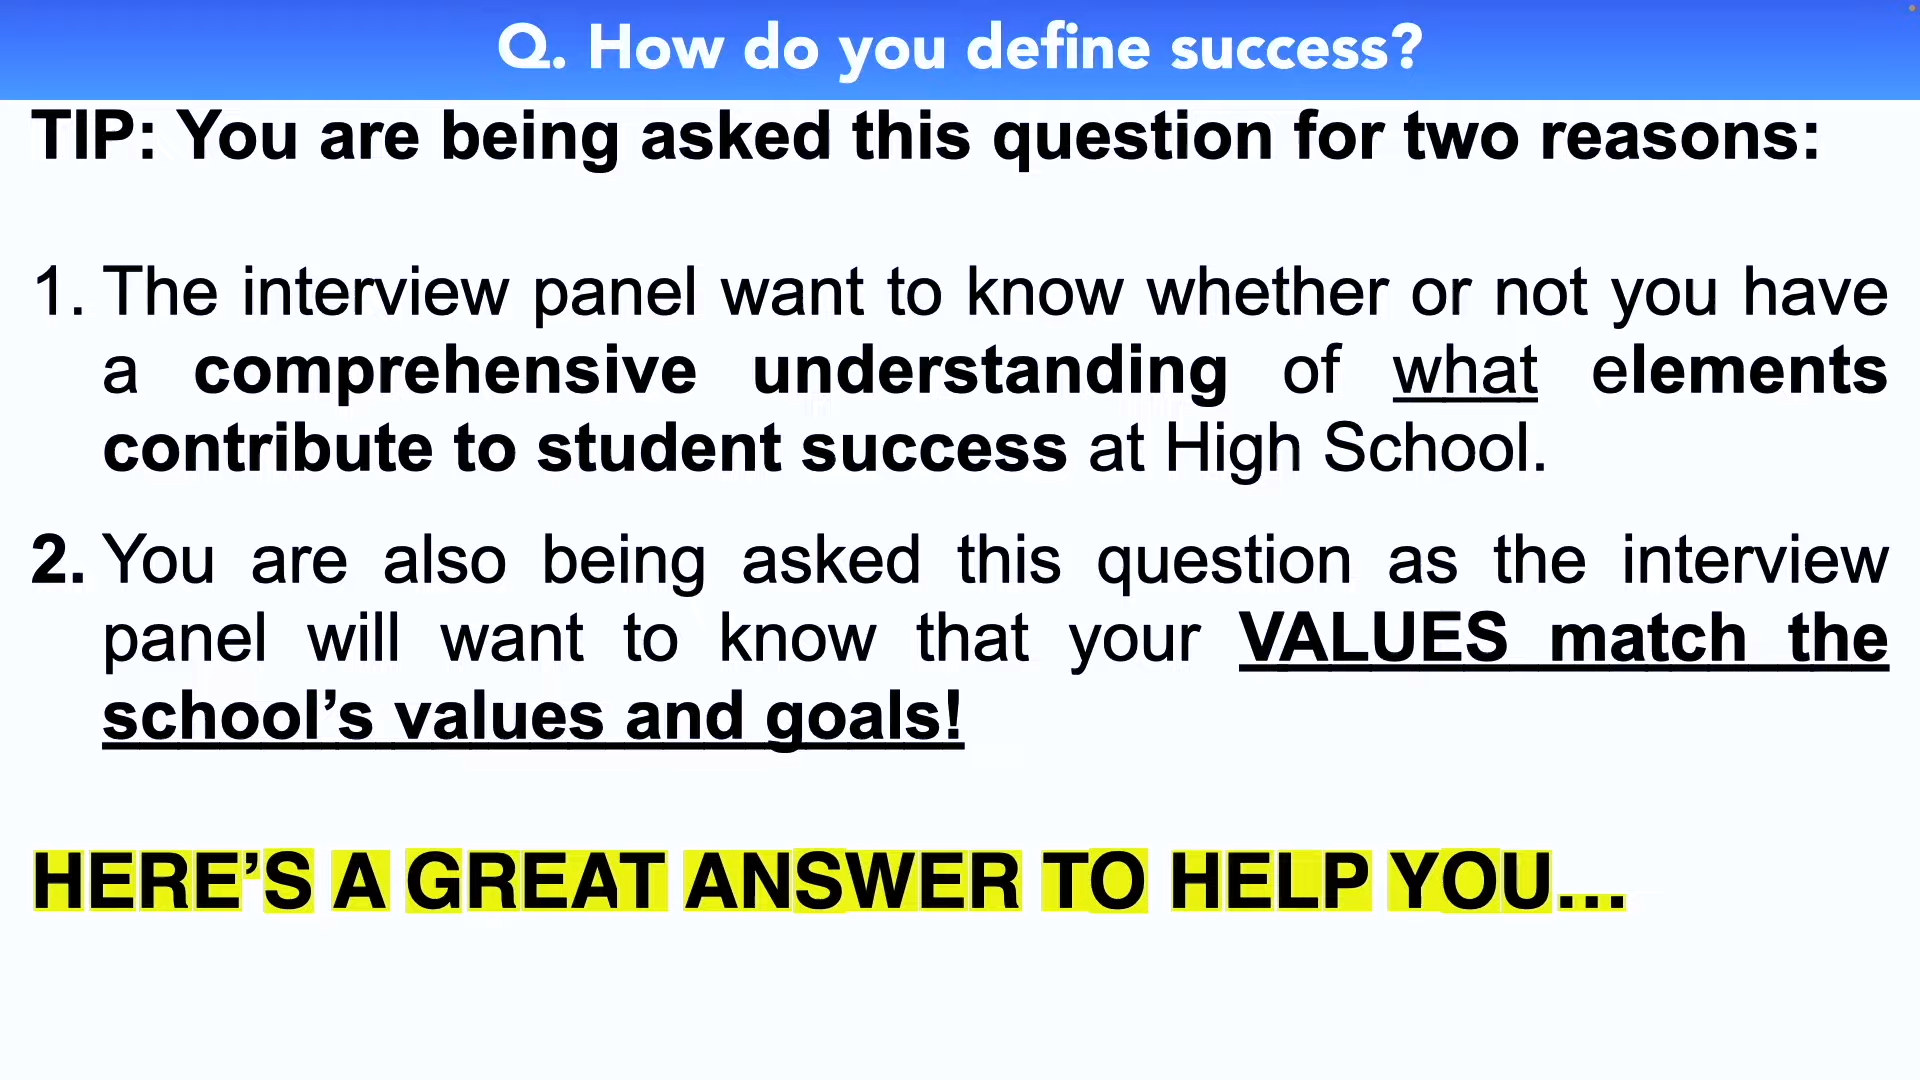 Q. How do you define success?
TIP: You are being asked this question for two reasons:
1. The interview panel want to know whether or not you have
a comprehensive understanding of what elements
contribute to student success at High School.
2. You are also being asked this question as the interview
panel will want to know that your VALUES match the
school’s values and goals!
HERE’S A GREAT ANSWER TO HELP YOU…